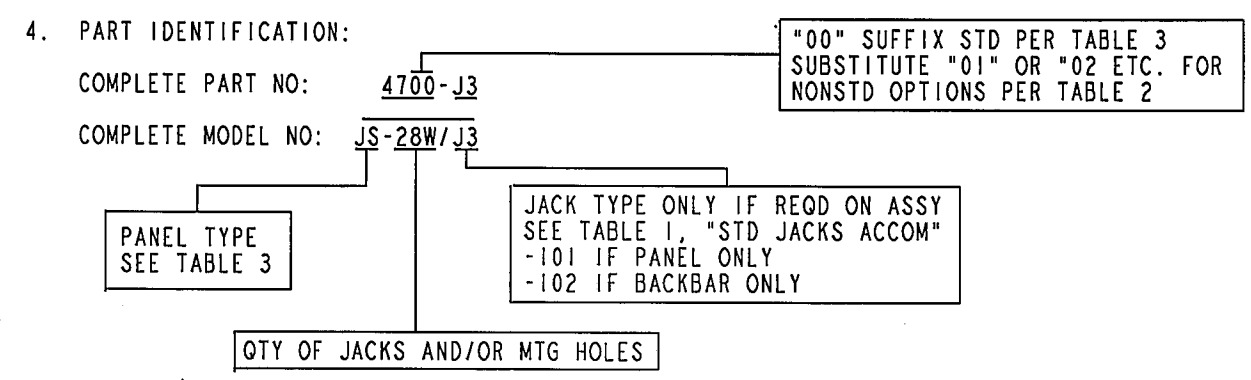 4. PART IDENTIFICATION:
"00" SUFFIX STD PER TABLE 3
SUBSTITUTE "01" OR "02 ETC. FOR
NONSTD OPTIONS PER TABLE 2
COMPLETE PART NO: 4700-J3
COMPLETE MODEL NO: JS-28W/J3
PANEL TYPE
SEE TABLE 3
JACK TYPE ONLY IF REQD ON ASSY
SEE TABLE 1, "STD JACKS ACCOM"
-101 IF PANEL ONLY
-102 IF BACKBAR ONLY
QTY OF JACKS AND/OR MTG HOLES